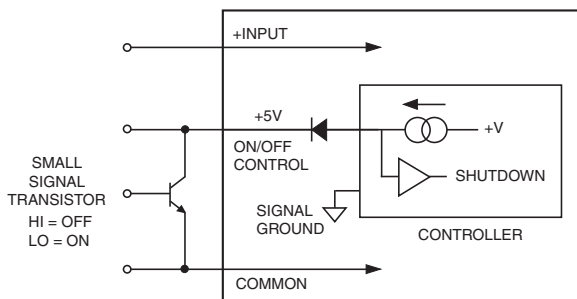 +INPUT
+5V
ON/OFF
CONTROL
+V
SHUTDOWN
SMALL
SIGNAL
TRANSISTOR
HI = OFF
LO = ON
SIGNAL
GROUND
CONTROLLER
COMMON